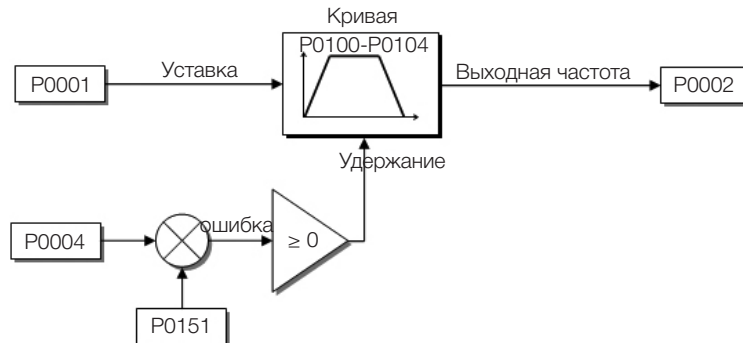 Кривая
P0100-P0104
P0001
Уставка
Выходная частота
P0002
Удержание
P0004
ошибка
≥ 0
P0151